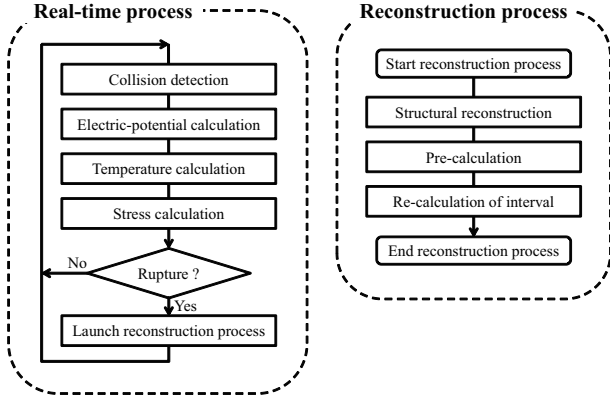 Real-time process
Collision detection
Electric-potential calculation
Temperature calculation
Stress calculation
Rupture ?
No
Yes
Launch reconstruction process
Reconstruction process
Start reconstruction process
Structural reconstruction
Pre-calculation
Re-calculation of interval
End reconstruction process